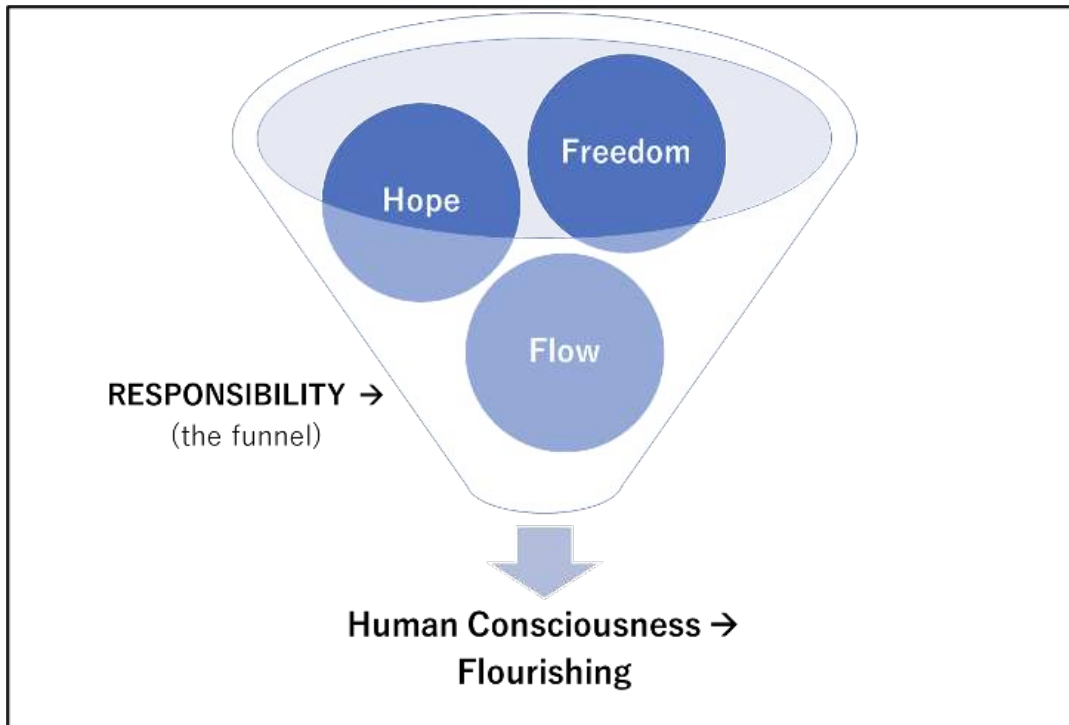 Freedom
Hope
Flow
RESPONSIBILITY →
(the funnel)
Human Consciousness →
Flourishing